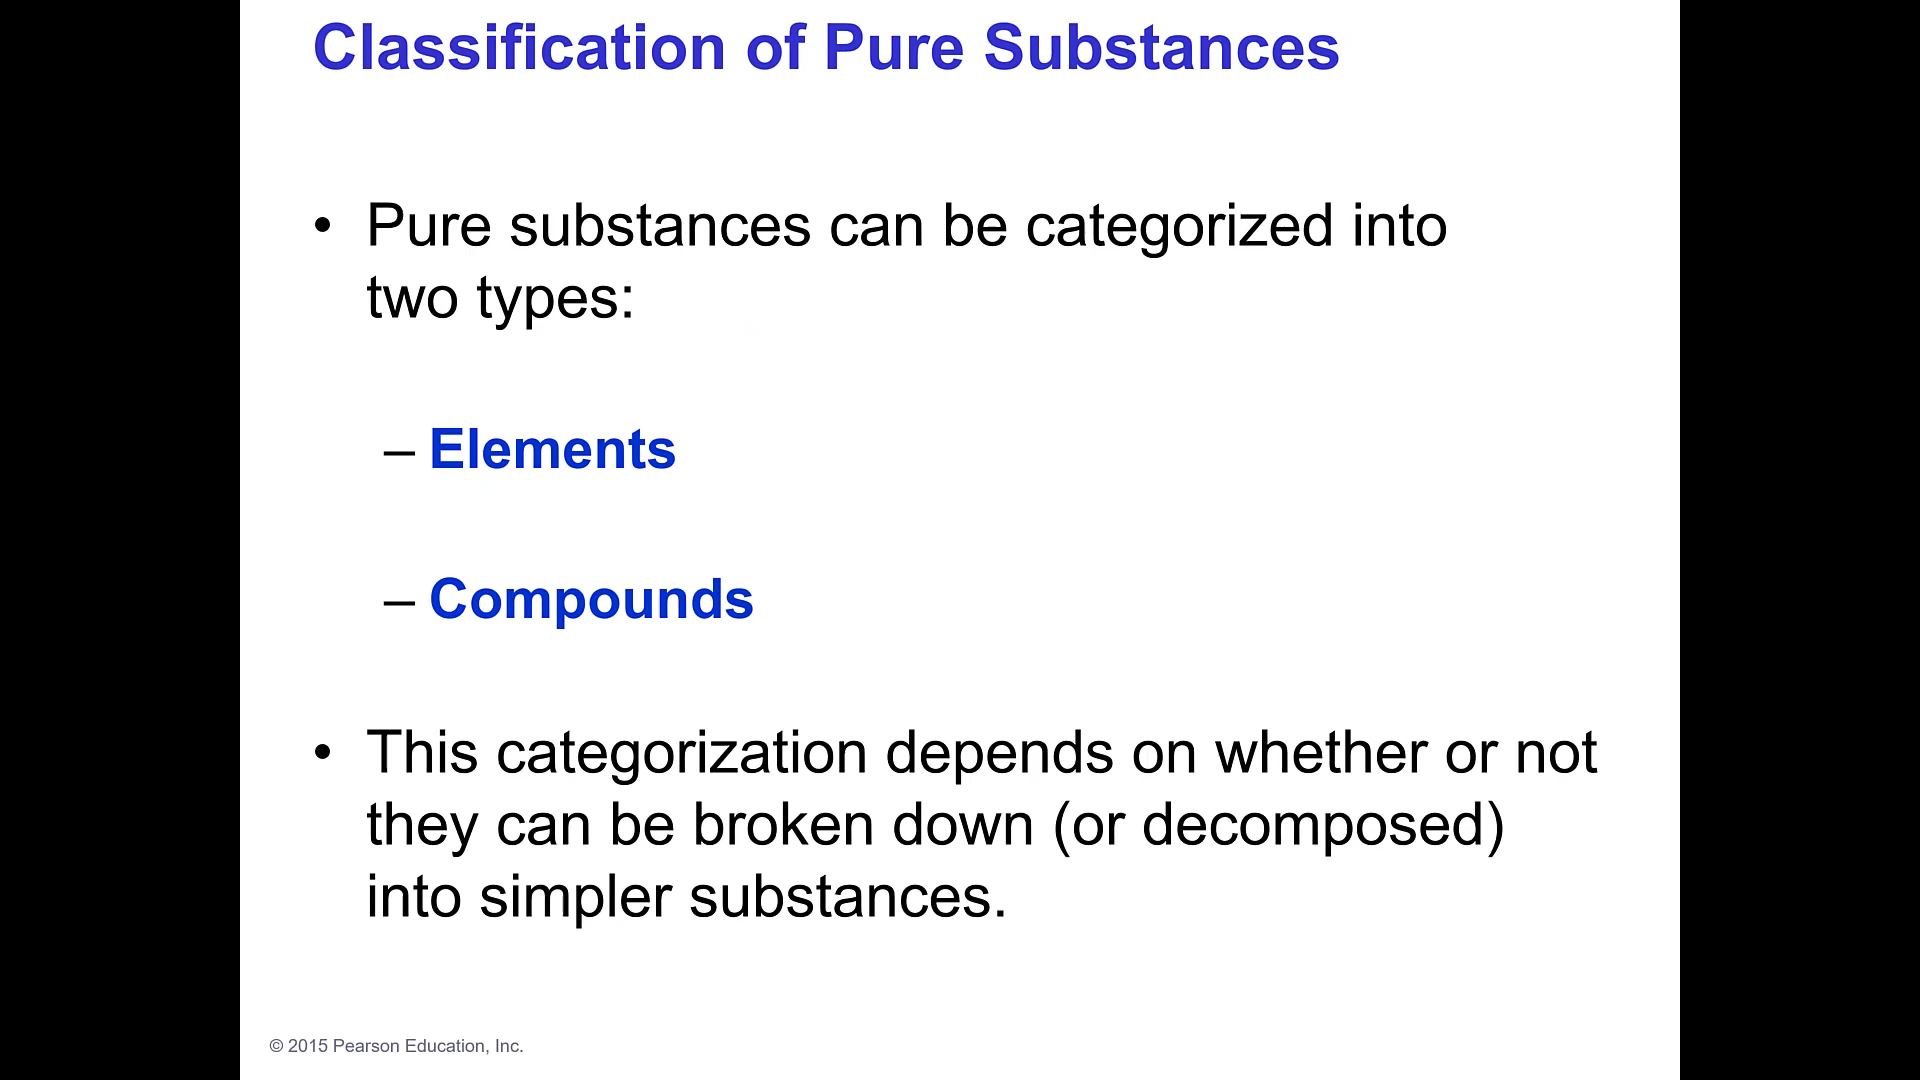 Classification of Pure Substances
• Pure substances can be categorized into
two types:
– Elements
– Compounds
• This categorization depends on whether or not
they can be broken down (or decomposed)
into simpler substances.
© 2015 Pearson Education, Inc.